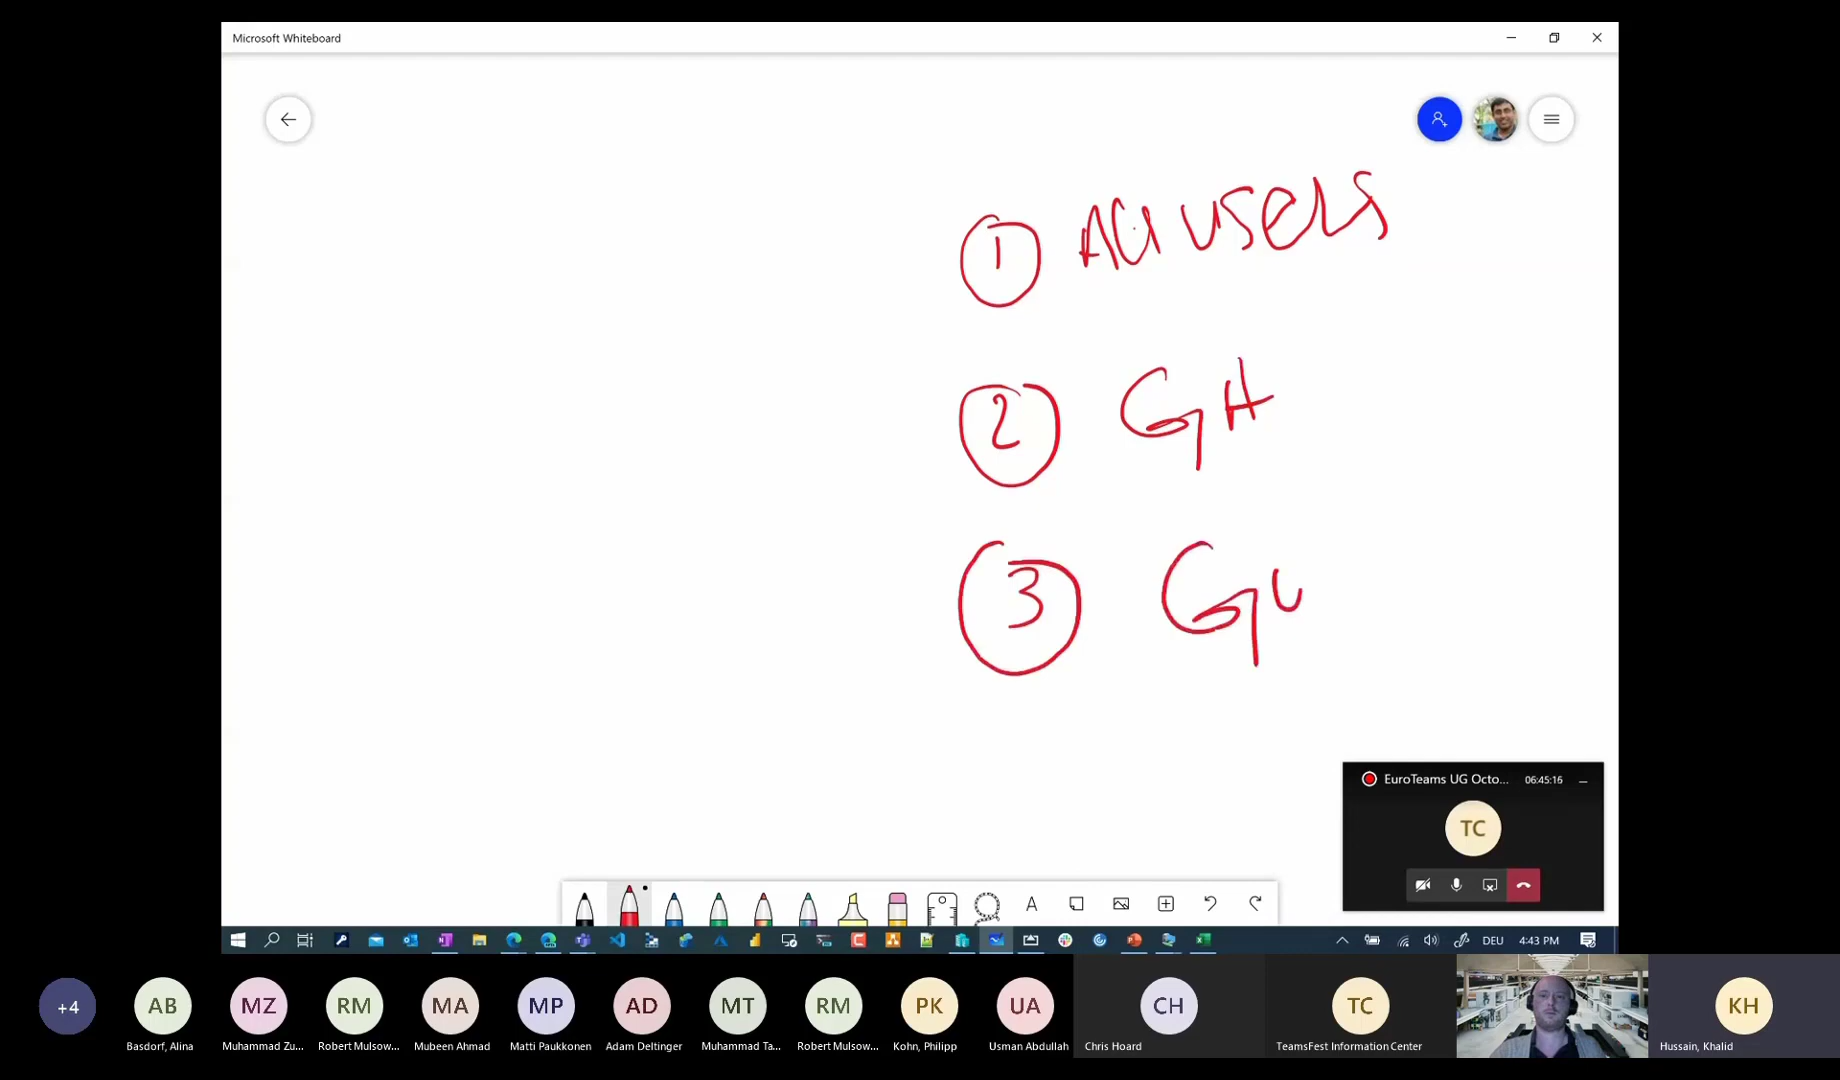 Microsoft Whiteboard
1 All users
2 GA
3 GU
EuroTeams UG Octo... 06:45:16
TC
A
DEU 4:43 PM
+4 AB MZ RM MA MP AD MT RM PK UA CH TC KH
Basdorf, Alina Muhammad Zu... Robert Mulsow... Mubeen Ahmad Matti Paukkonen Adam Deltinger Muhammad Ta... Robert Mulsow... Kohn, Philipp Usman Abdullah Chris Hoard TeamsFest Information Center Hussain, Khalid